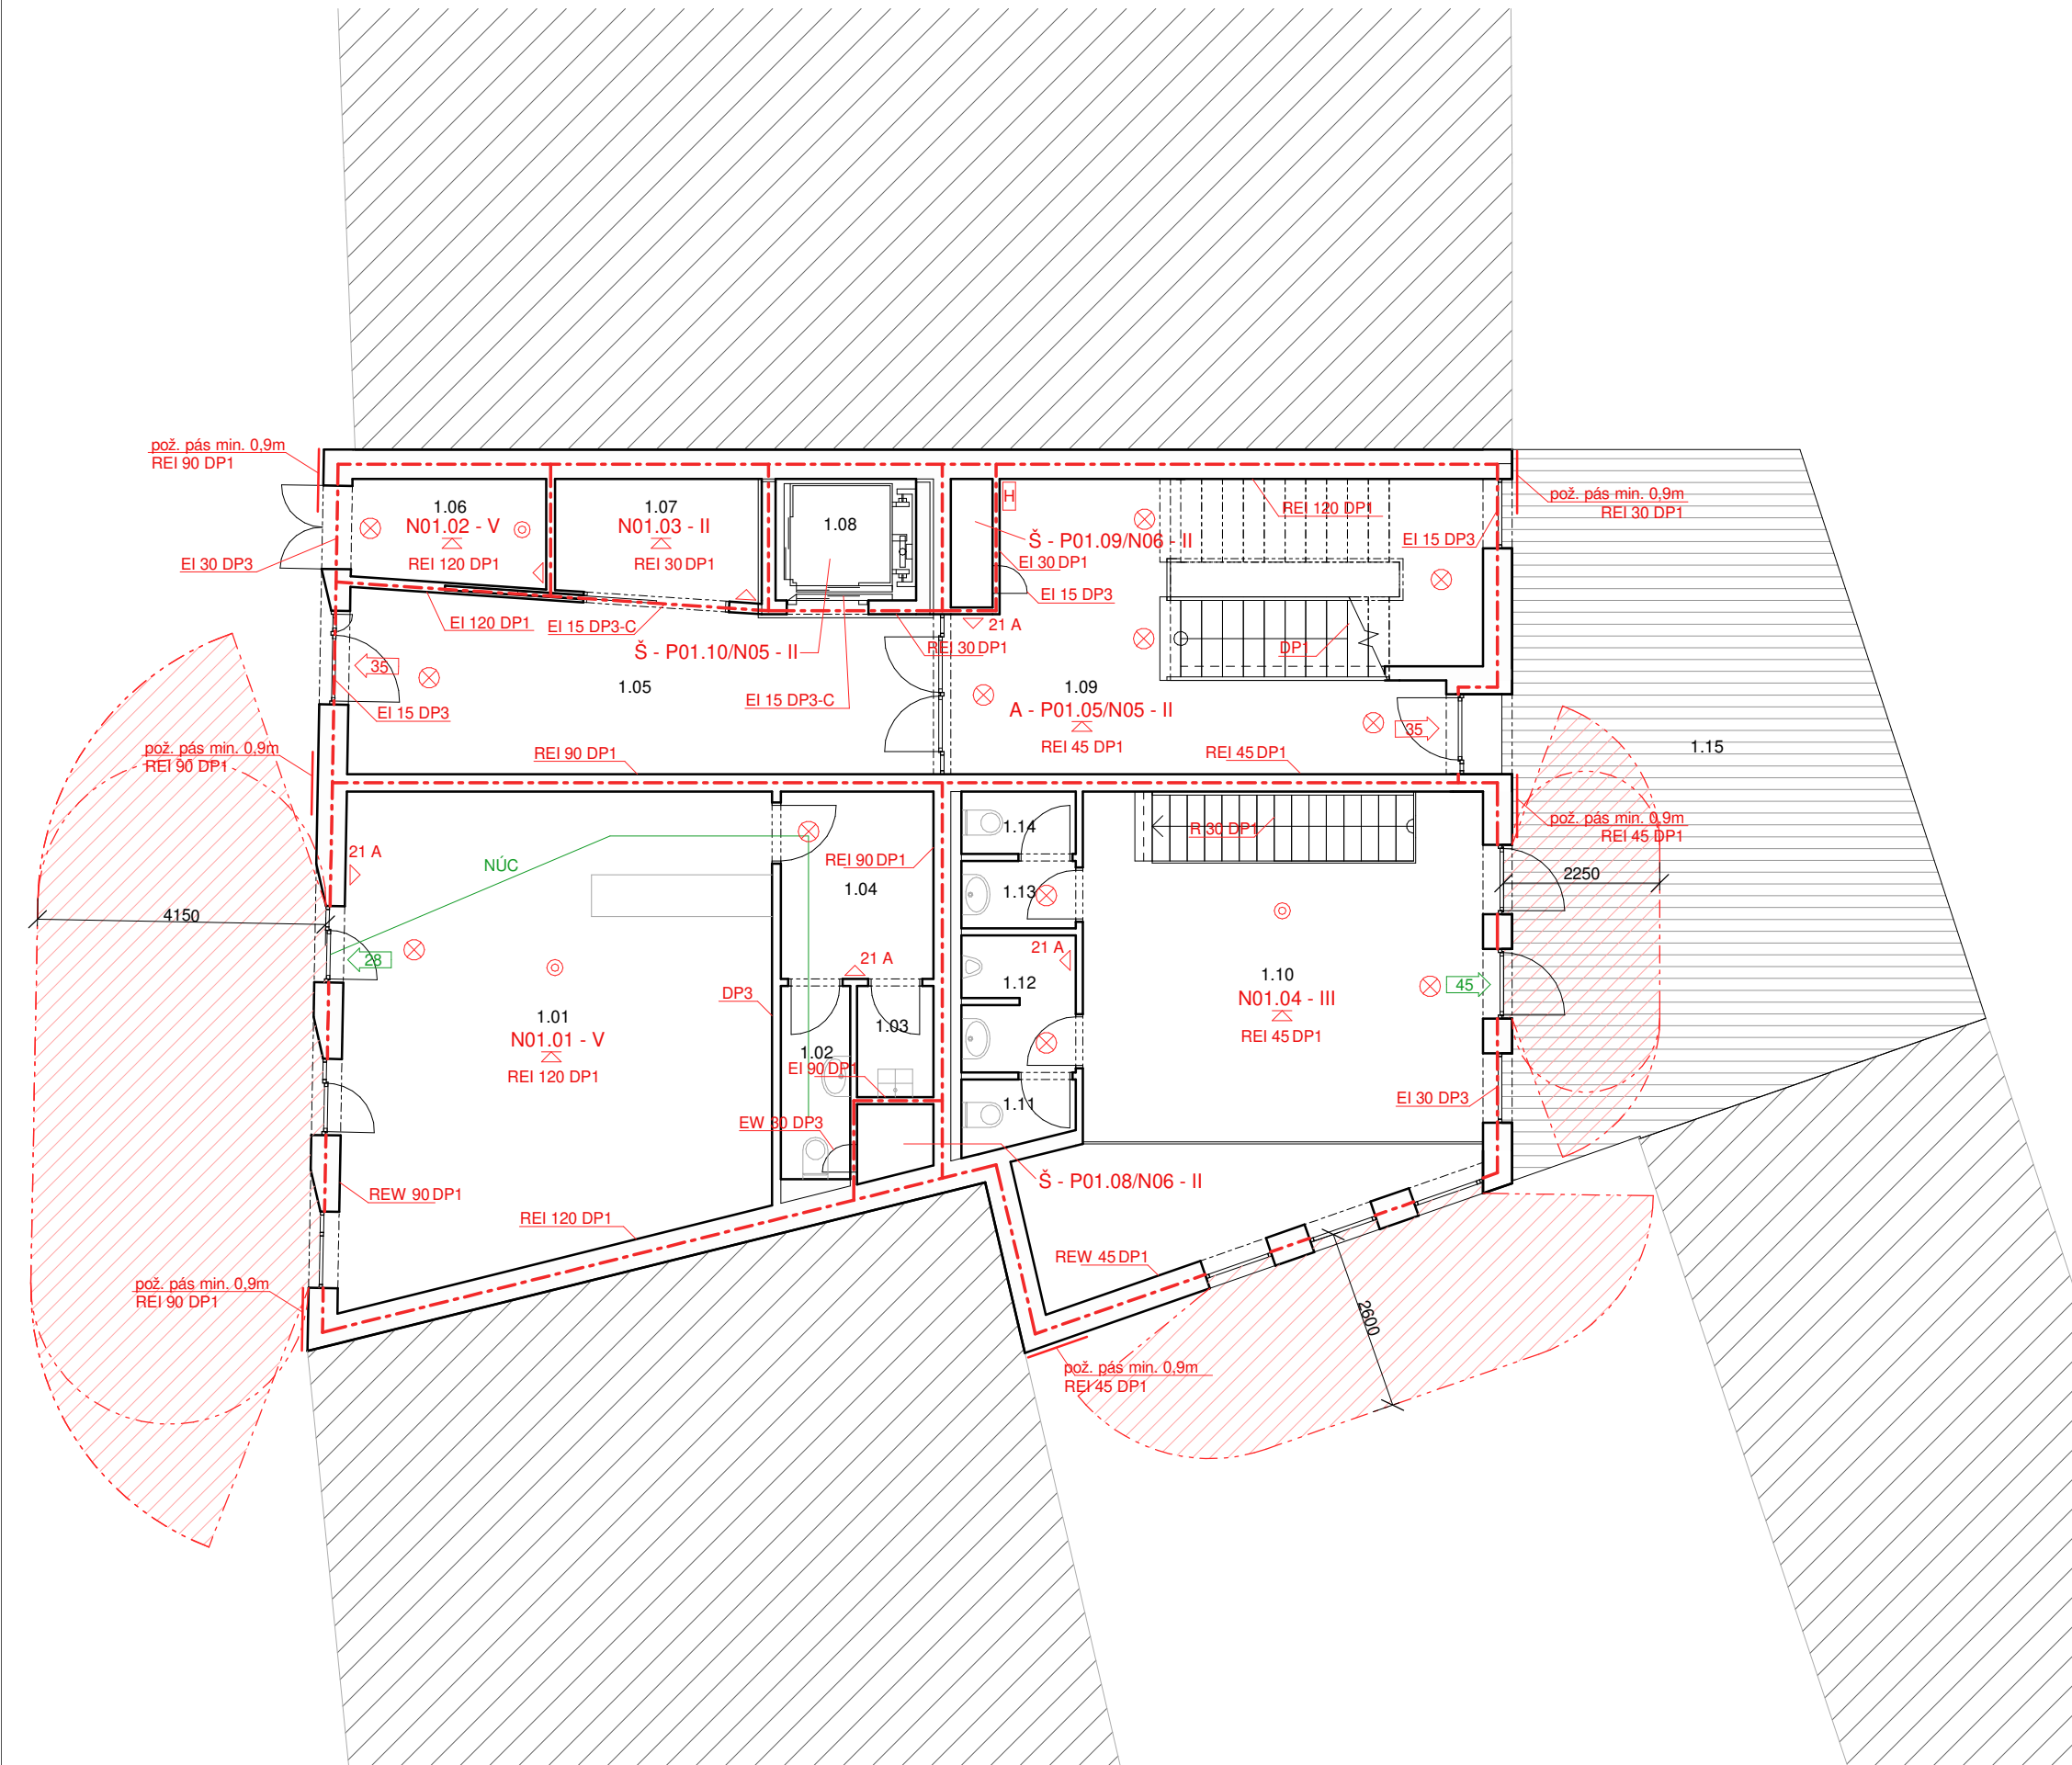 pož. pás min. 0,9m
REI 90 DP1
EI 30 DP3
1.06
N01.02 - V
REI 120 DP1
1.07
N01.03 - II
REI 30 DP1
1.08
H
Š - P01.09/N06 - II
EI 30 DP1
EI 15 DP3
REI 120 DP1
EI 15 DP3
pož. pás min. 0,9m
REI 30 DP1
EI 120 DP1
EI 15 DP3-C
Š - P01.10/N05 - II
21 A
REI 30 DP1
DP1
35
1.05
EI 15 DP3
EI 15 DP3-C
1.09
A - P01.05/N05 - II
REI 45 DP1
35
1.15
pož. pás min. 0,9m
REI 90 DP1
REI 90 DP1
REI 45 DP1
pož. pás min. 0,9m
REI 45 DP1
21 A
NÚC
REI 90 DP1
1.04
1.14
R 30 DP1
1.13
2250
4150
28
21 A
21 A
1.12
1.10
N01.04 - III
REI 45 DP1
45
DP3
1.01
N01.01 - V
REI 120 DP1
1.03
1.02
EI 90 DP1
EW 30 DP3
1.11
EI 30 DP3
REW 90 DP1
REI 120 DP1
Š - P01.08/N06 - II
REW 45 DP1
2600
pož. pás min. 0,9m
REI 90 DP1
pož. pás min. 0,9m
REI 45 DP1